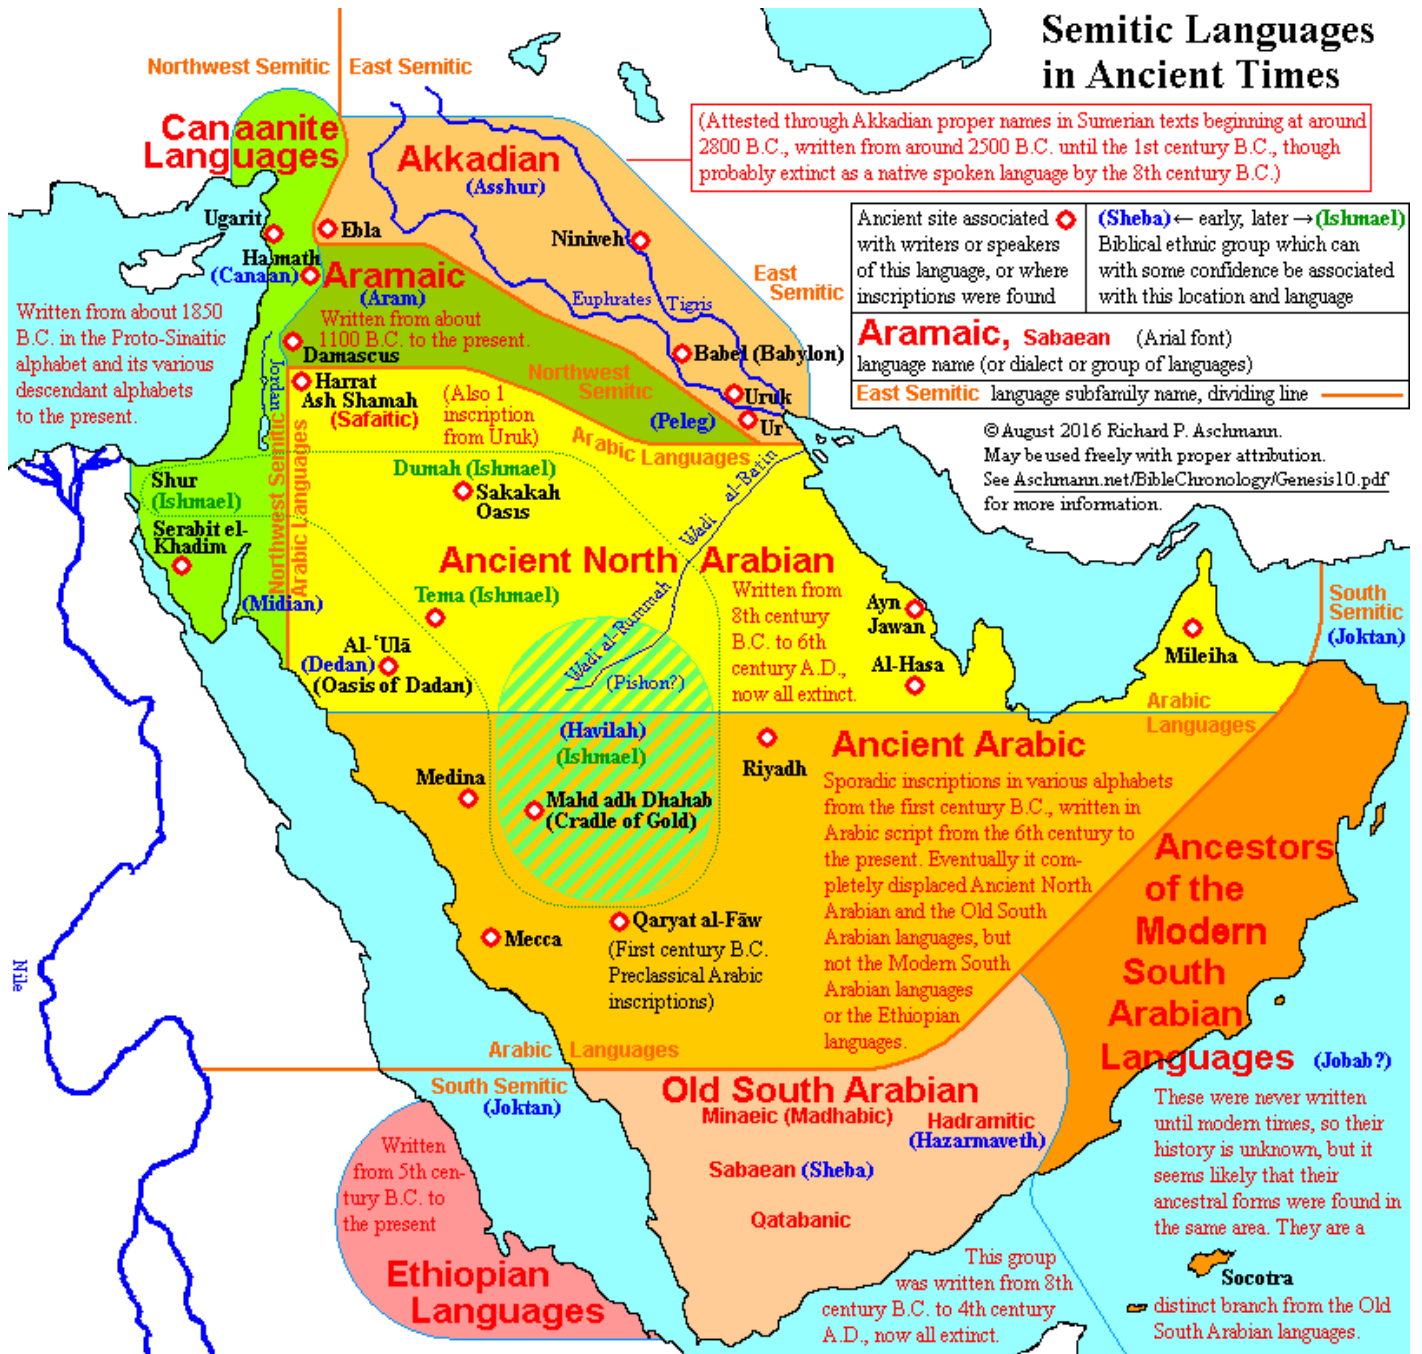 Semitic Languages
in Ancient Times
Northwest Semitic
East Semitic
Canaanite
Languages
Akkadian
(Asshur)
(Attested through Akkadian proper names in Sumerian texts beginning at around
2800 B.C., written from around 2500 B.C. until the 1st century B.C., though
probably extinct as a native spoken language by the 8th century B.C.)
Ancient site associated
with writers or speakers
of this language, or where
inscriptions were found
(Sheba) ← early, later → (Ishmael)
Biblical ethnic group which can
with some confidence be associated
with this location and language
Aramaic, Sabaean (Arial font)
language name (or dialect or group of languages)
East Semitic language subfamily name, dividing line
© August 2016 Richard P. Aschmann.
May be used freely with proper attribution.
See Aschmann.net/BibleChronology/Genesis10.pdf
for more information.
Ugarit
Ebla
Niniveh
Hamath
(Canaan)
Aramaic
(Aram)
Written from about
1100 B.C. to the present.
East
Semitic
Euphrates
Tigris
Written from about 1850
B.C. in the Proto-Sinaitic
alphabet and its various
descendant alphabets
to the present.
Damascus
Babel (Babylon)
Jordan
Harrat
Ash Shamah
(Safaitic)
(Also 1
inscription
from Uruk)
Northwest
Semitic
Uruk
(Peleg)
Ur
Arabic Languages
Northwest Semitic
Arabic Languages
Shur
(Ishmael)
Dumah (Ishmael)
Sakakah
Oasis
Wadi al-Batin
Serabit el-
Khadim
Ancient North Arabian
Written from
8th century
B.C. to 6th
century A.D.,
now all extinct.
(Midian)
Tema (Ishmael)
Wadi al-Rummah
Ayn
Jawan
South
Semitic
(Joktan)
Mileiha
Al-‘Ulā
(Dedan)
(Oasis of Dadan)
(Pishon?)
Al-Hasa
Arabic
Languages
(Havilah)
(Ishmael)
Riyadh
Ancient Arabic
Sporadic inscriptions in various alphabets
from the first century B.C., written in
Arabic script from the 6th century to
the present. Eventually it com-
pletely displaced Ancient North
Arabian and the Old South
Arabian languages, but
not the Modern South
Arabian languages
or the Ethiopian
languages.
Medina
Mahd adh Dhahab
(Cradle of Gold)
Ancestors
of the
Modern
South
Arabian
Languages
(Jobab?)
Mecca
Qaryat al-Fāw
(First century B.C.
Preclassical Arabic
inscriptions)
Nile
Arabic Languages
South Semitic
(Joktan)
Old South Arabian
Minaeic (Madhabic)
Hadramitic
(Hazarmaveth)
Sabaean (Sheba)
Qatabanic
These were never written
until modern times, so their
history is unknown, but it
seems likely that their
ancestral forms were found in
the same area. They are a
Socotra
distinct branch from the Old
South Arabian languages.
Written
from 5th cen-
tury B.C. to
the present
Ethiopian
Languages
This group
was written from 8th
century B.C. to 4th century
A.D., now all extinct.